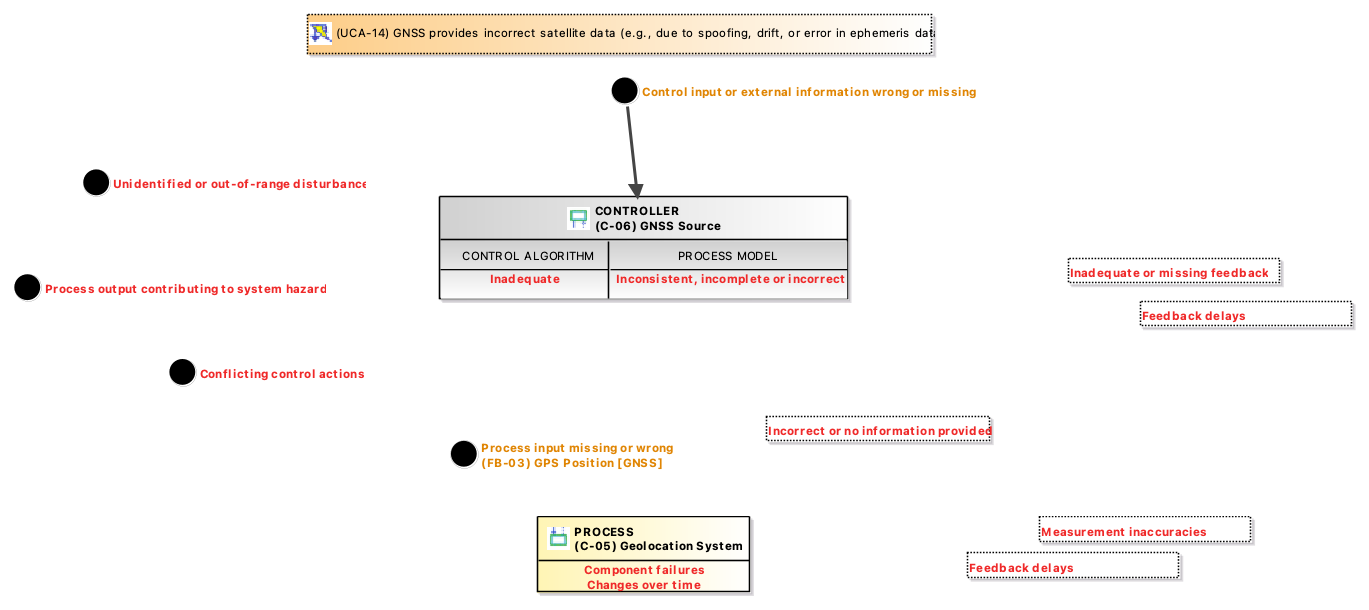 (UCA-14) GNSS provides incorrect satellite data (e.g., due to spoofing, drift, or error in ephemeris data
Control input or external information wrong or missing
Unidentified or out-of-range disturbance
CONTROLLER
(C-06) GNSS Source
CONTROL ALGORITHM
PROCESS MODEL
Inadequate
Inconsistent, incomplete or incorrect
Inadequate or missing feedback
Process output contributing to system hazard
Feedback delays
Conflicting control actions
Incorrect or no information provided
Process input missing or wrong
(FB-03) GPS Position [GNSS]
PROCESS
(C-05) Geolocation System
Component failures
Changes over time
Measurement inaccuracies
Feedback delays